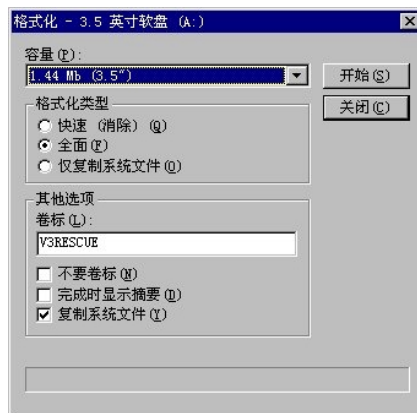 格式化 - 3.5 英寸软盘 (A:)
容量(P):
1.44 Mb (3.5")
开始(S)
关闭(C)
格式化类型
快速 (消除) (Q)
全面(F)
仅复制系统文件(O)
其他选项
卷标(L):
V3RESCUE
不要卷标(N)
完成时显示摘要(D)
复制系统文件(Y)